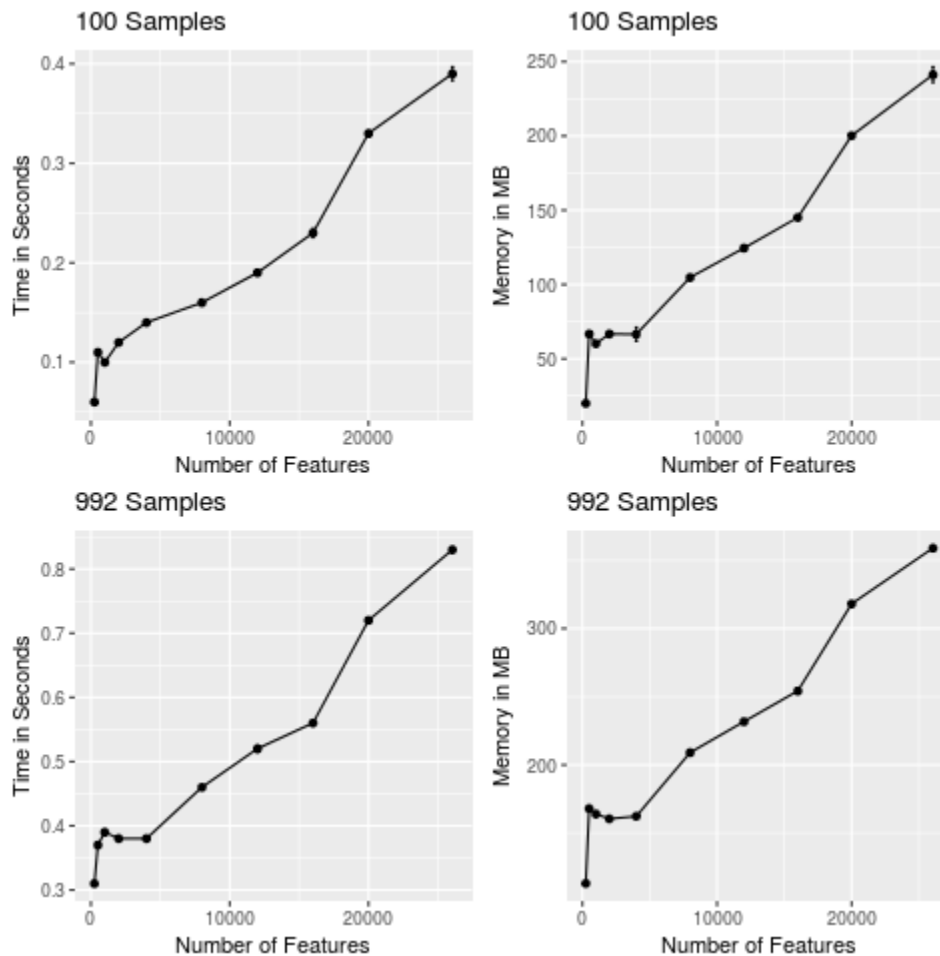 100 Samples
0.4
0.3
0.2
0.1
Time in Seconds
0
10000
20000
Number of Features
100 Samples
250
200
150
100
50
Memory in MB
0
10000
20000
Number of Features
992 Samples
0.8
0.7
0.6
0.5
0.4
0.3
Time in Seconds
0
10000
20000
Number of Features
992 Samples
300
200
Memory in MB
0
10000
20000
Number of Features